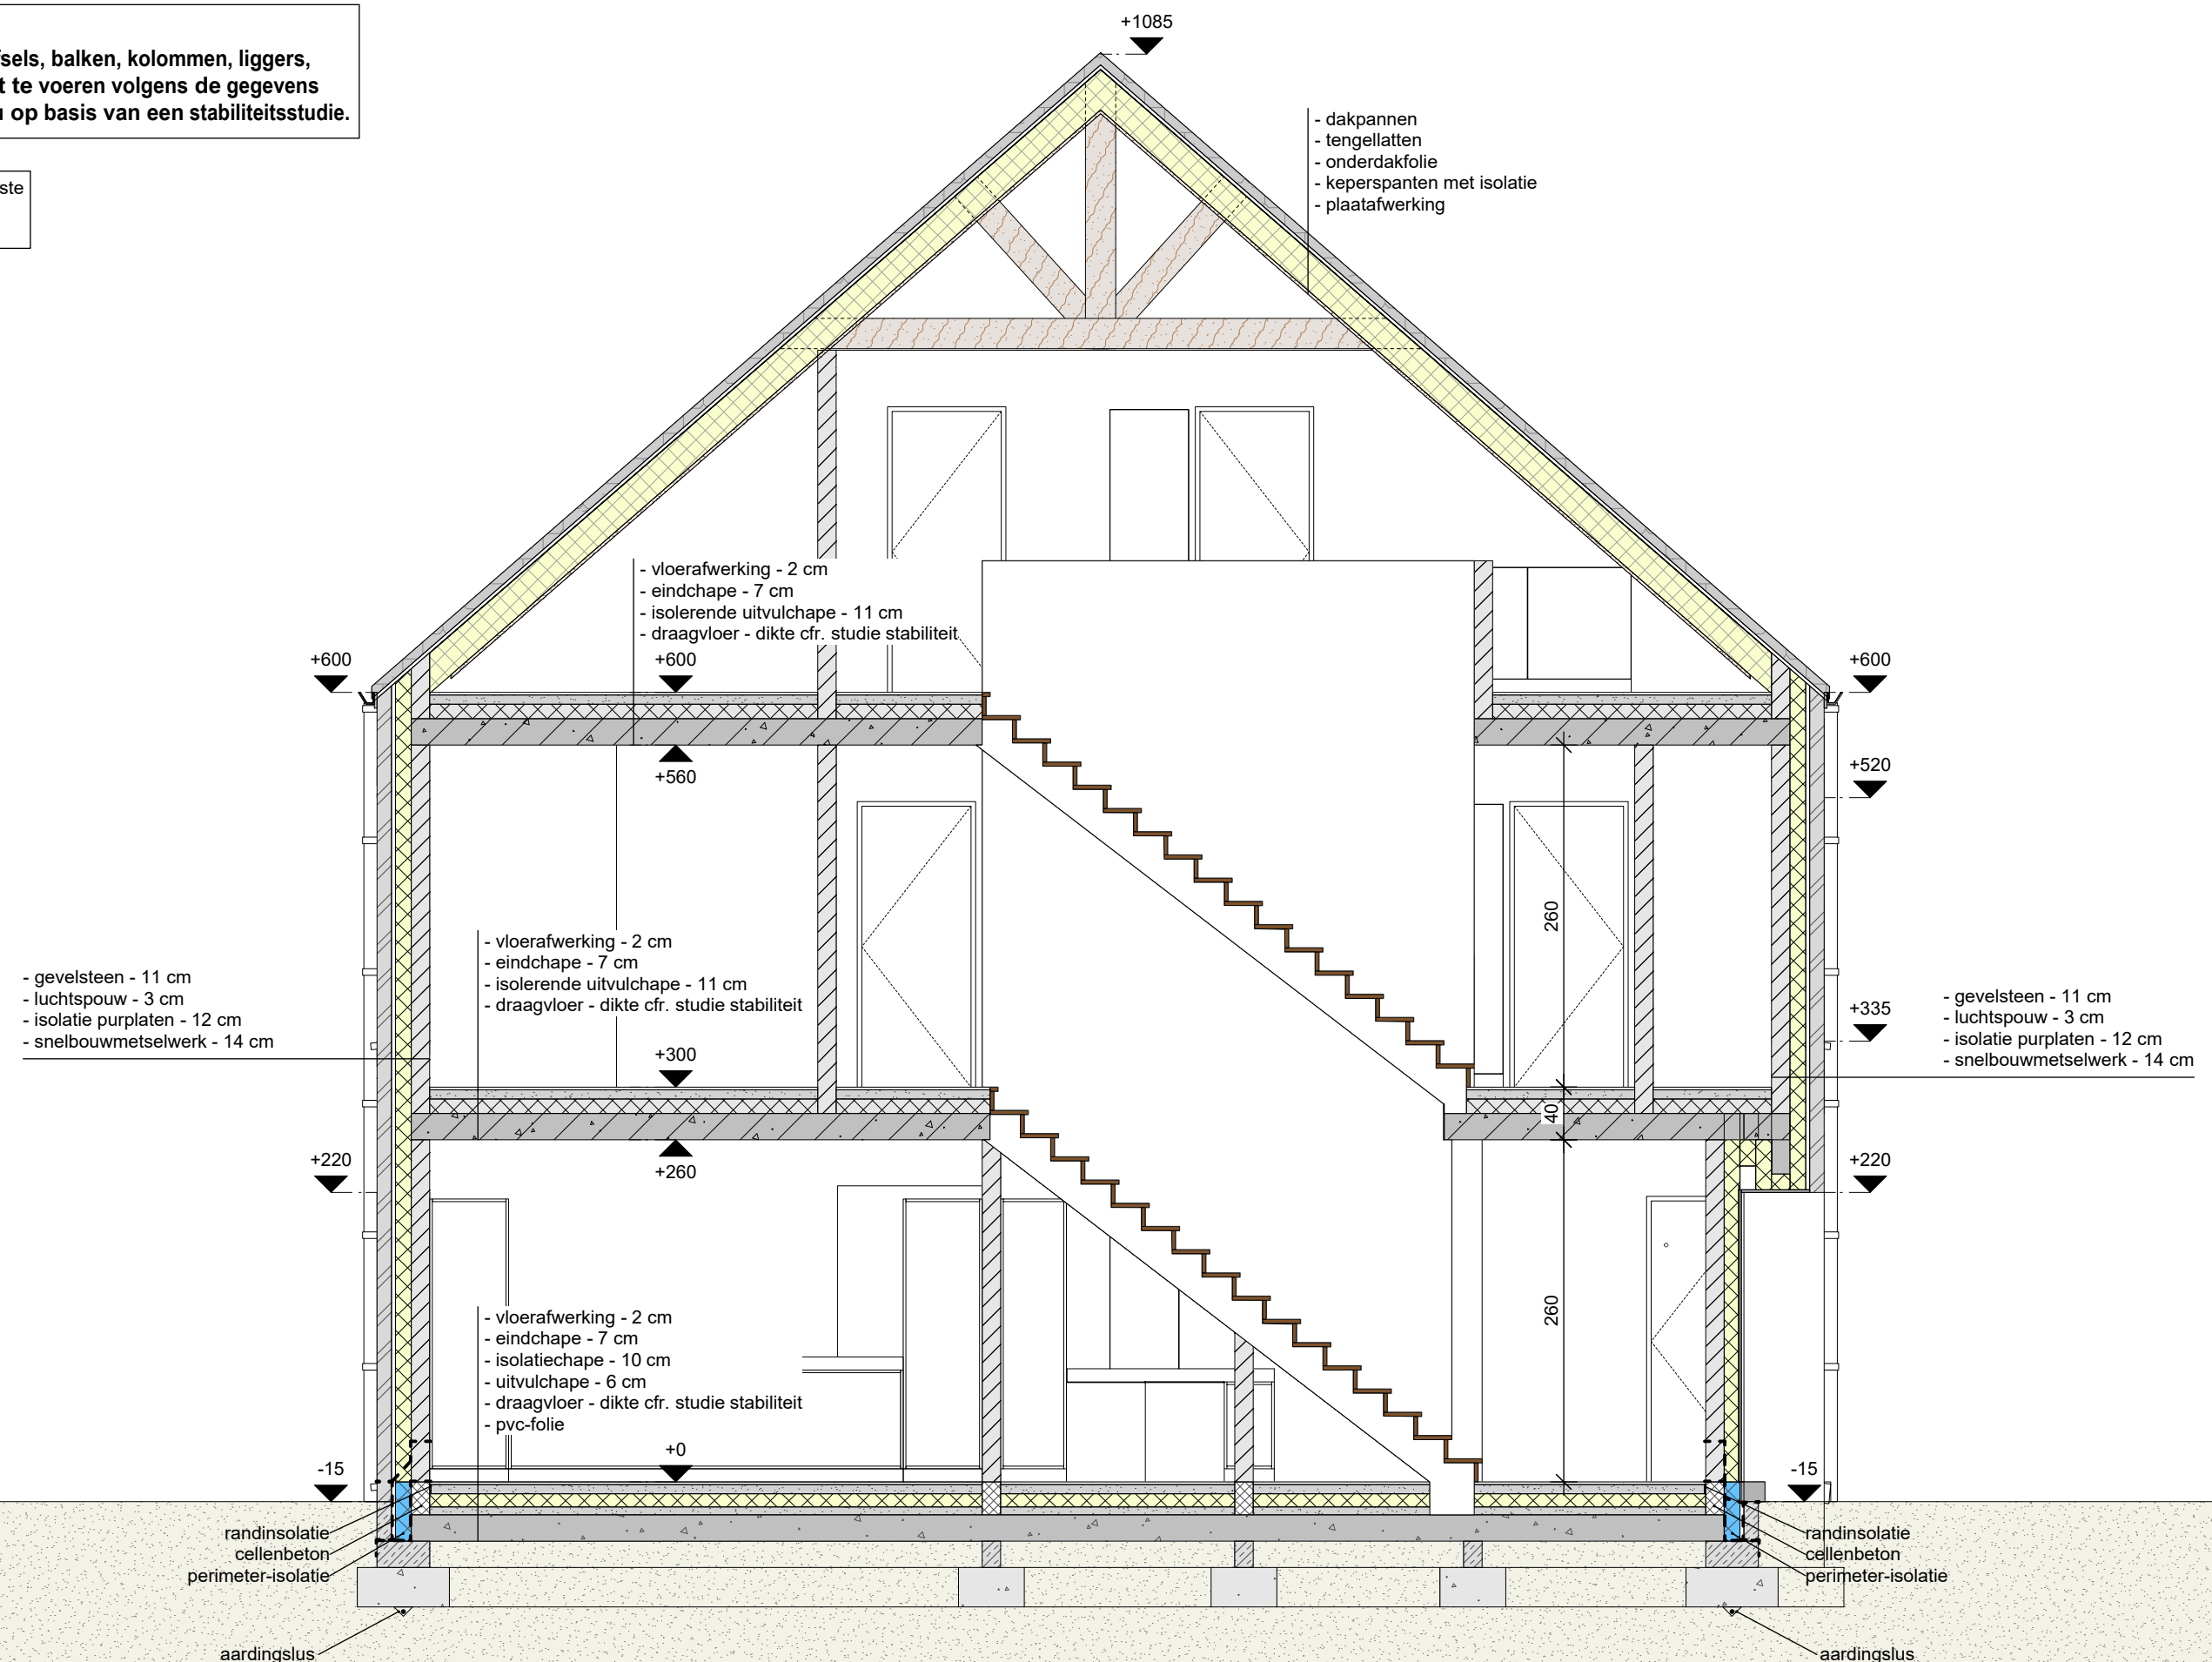 balken, kolommen, liggers,
te voeren volgens de gegevens
op basis van een stabiliteitsstudie.
+1085
- dakpannen
- tengellatten
- onderdakfolie
- keperspanten met isolatie
- plaatafwerking
- vloerafwerking - 2 cm
- eindchape - 7 cm
- isolerende uitvulchape - 11 cm
- draagvloer - dikte cfr. studie stabiliteit
+600
+600
+600
+560
+520
260
- vloerafwerking - 2 cm
- eindchape - 7 cm
- isolerende uitvulchape - 11 cm
- draagvloer - dikte cfr. studie stabiliteit
- gevelsteen - 11 cm
- luchtspouw - 3 cm
- isolatie purplaten - 12 cm
- snelbouwmetselwerk - 14 cm
- gevelsteen - 11 cm
- luchtspouw - 3 cm
- isolatie purplaten - 12 cm
- snelbouwmetselwerk - 14 cm
+335
+300
40
+220
+260
+220
260
- vloerafwerking - 2 cm
- eindchape - 7 cm
- isolatiechape - 10 cm
- uitvulchape - 6 cm
- draagvloer - dikte cfr. studie stabiliteit
- pvc-folie
+0
-15
-15
randinsolatie
cellenbeton
perimeter-isolatie
randinsolatie
cellenbeton
perimeter-isolatie
aardingslus
aardingslus